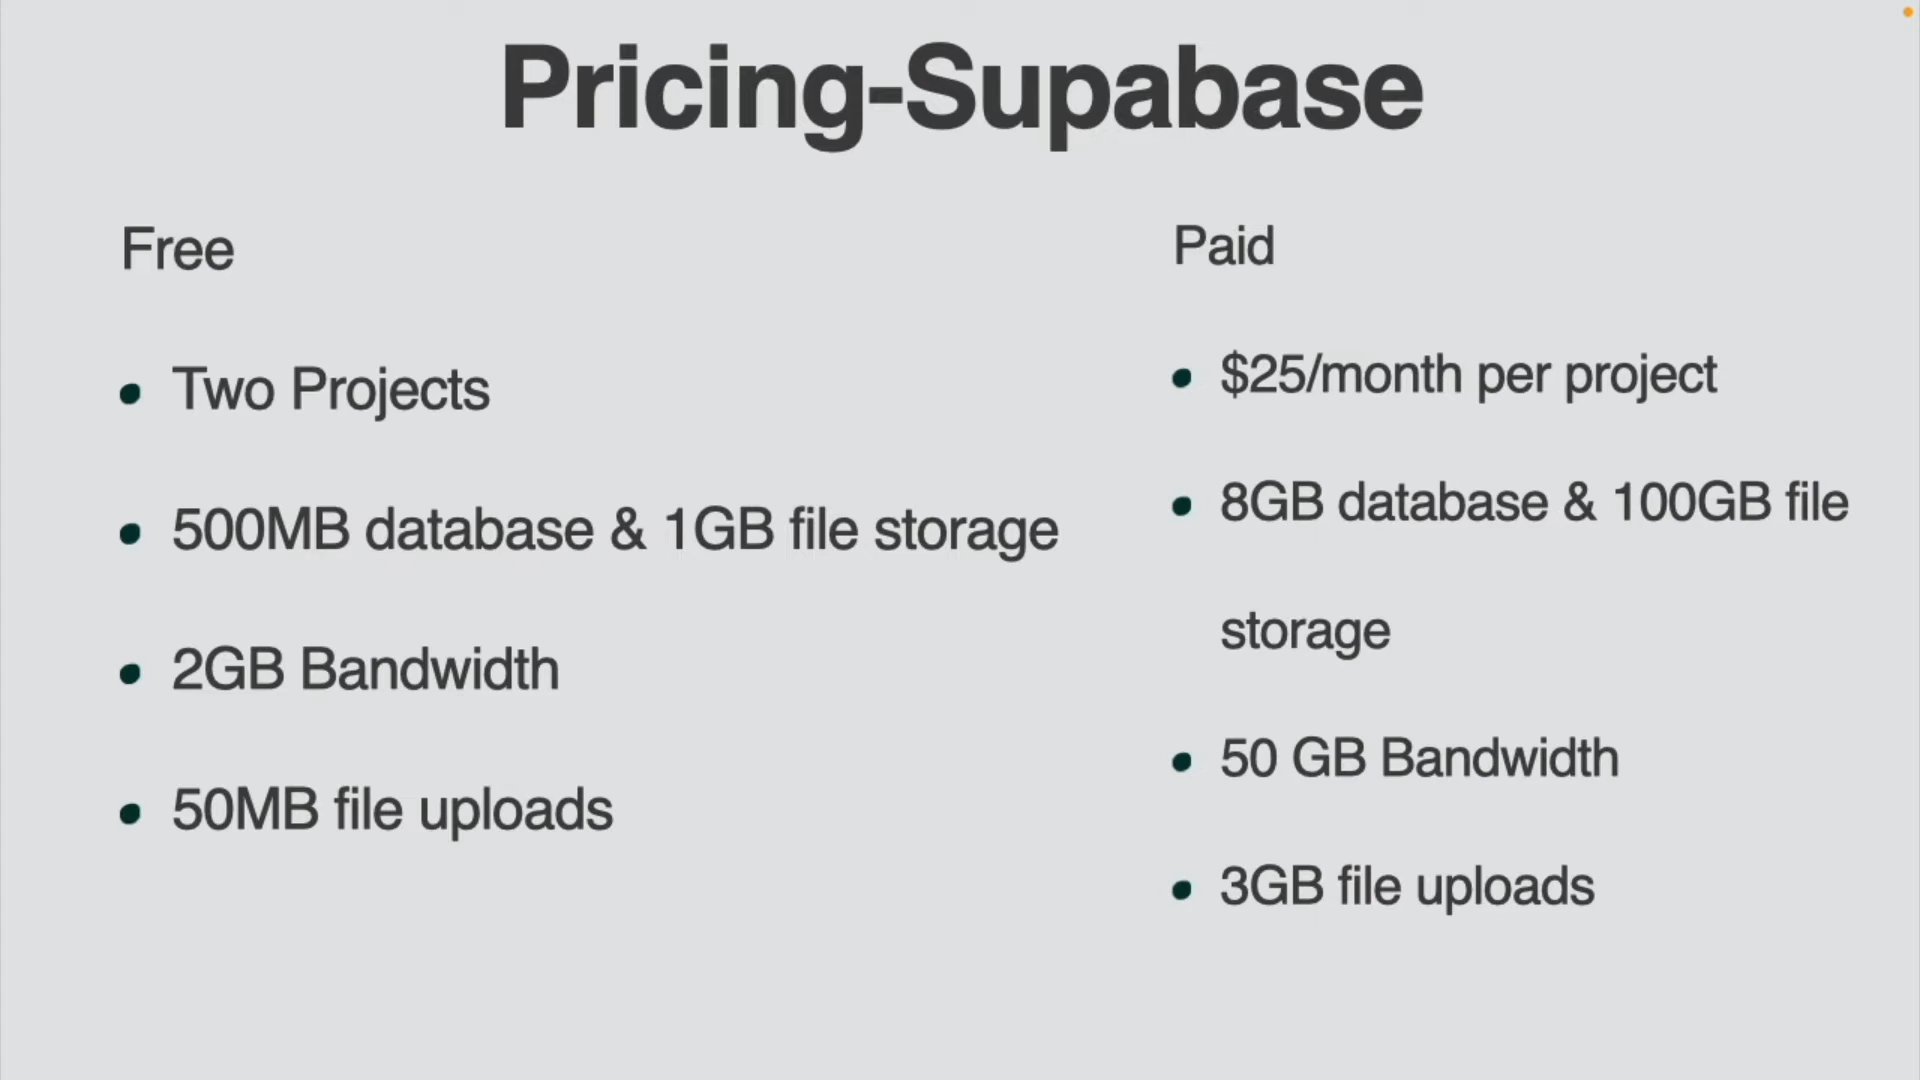 Pricing-Supabase
Free
• Two Projects
• 500MB database & 1GB file storage
• 2GB Bandwidth
• 50MB file uploads
Paid
• $25/month per project
• 8GB database & 100GB file
storage
• 50 GB Bandwidth
• 3GB file uploads